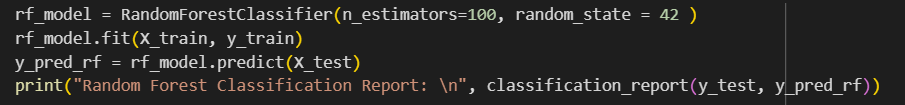 rf_model = RandomForestClassifier(n_estimators=100, random_state = 42 )
rf_model.fit(X_train, y_train)
y_pred_rf = rf_model.predict(X_test)
print("Random Forest Classification Report: \n", classification_report(y_test, y_pred_rf))